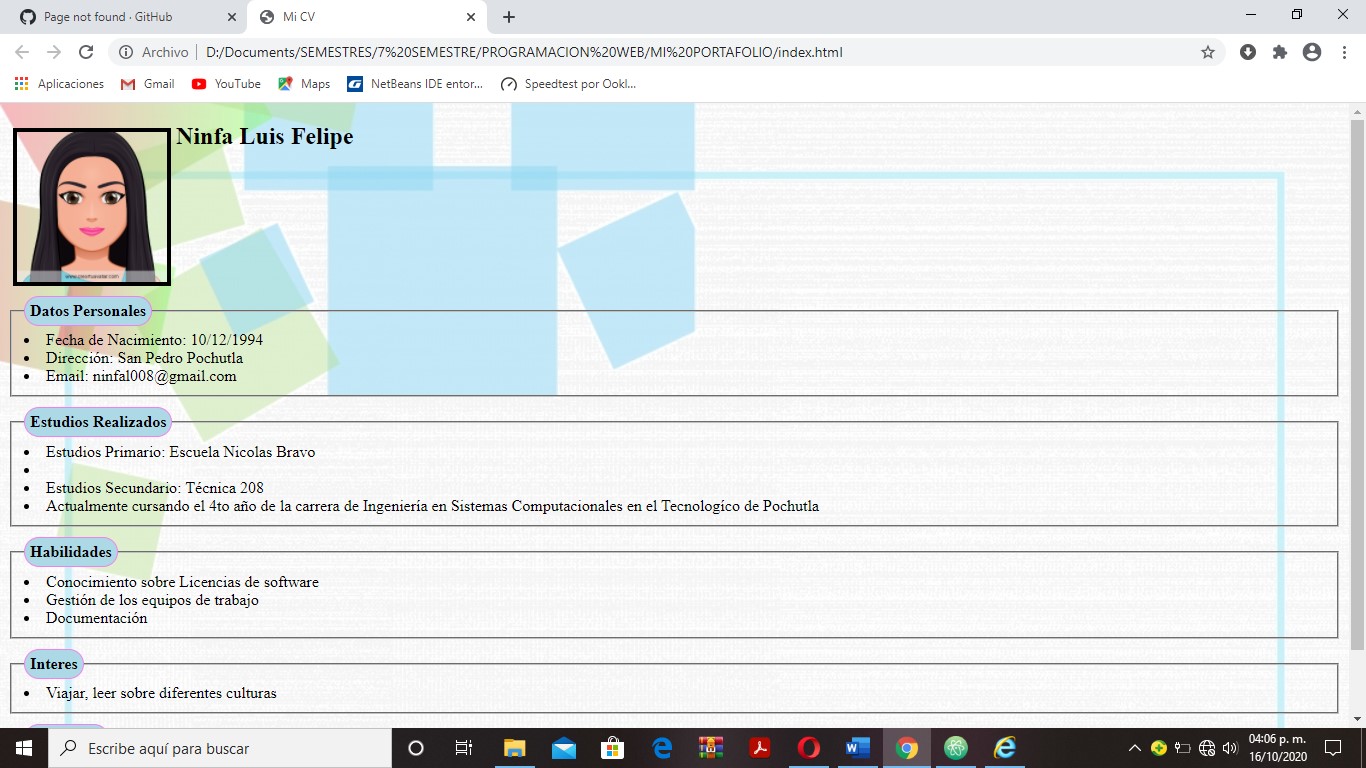 Page not found · GitHub
Mi CV
Archivo
D:/Documents/SEMESTRES/7%20SEMESTRE/PROGRAMACION%20WEB/MI%20PORTAFOLIO/index.html
Aplicaciones
Gmail
YouTube
Maps
NetBeans IDE entor...
Speedtest por Ookl...
Ninfa Luis Felipe
Datos Personales
Fecha de Nacimiento: 10/12/1994
Dirección: San Pedro Pochutla
Email: ninfal008@gmail.com
Estudios Realizados
Estudios Primario: Escuela Nicolas Bravo
Estudios Secundario: Técnica 208
Actualmente cursando el 4to año de la carrera de Ingeniería en Sistemas Computacionales en el Tecnologíco de Pochutla
Habilidades
Conocimiento sobre Licencias de software
Gestión de los equipos de trabajo
Documentación
Interes
Viajar, leer sobre diferentes culturas
Escribe aquí para buscar
04:06 p. m.
16/10/2020